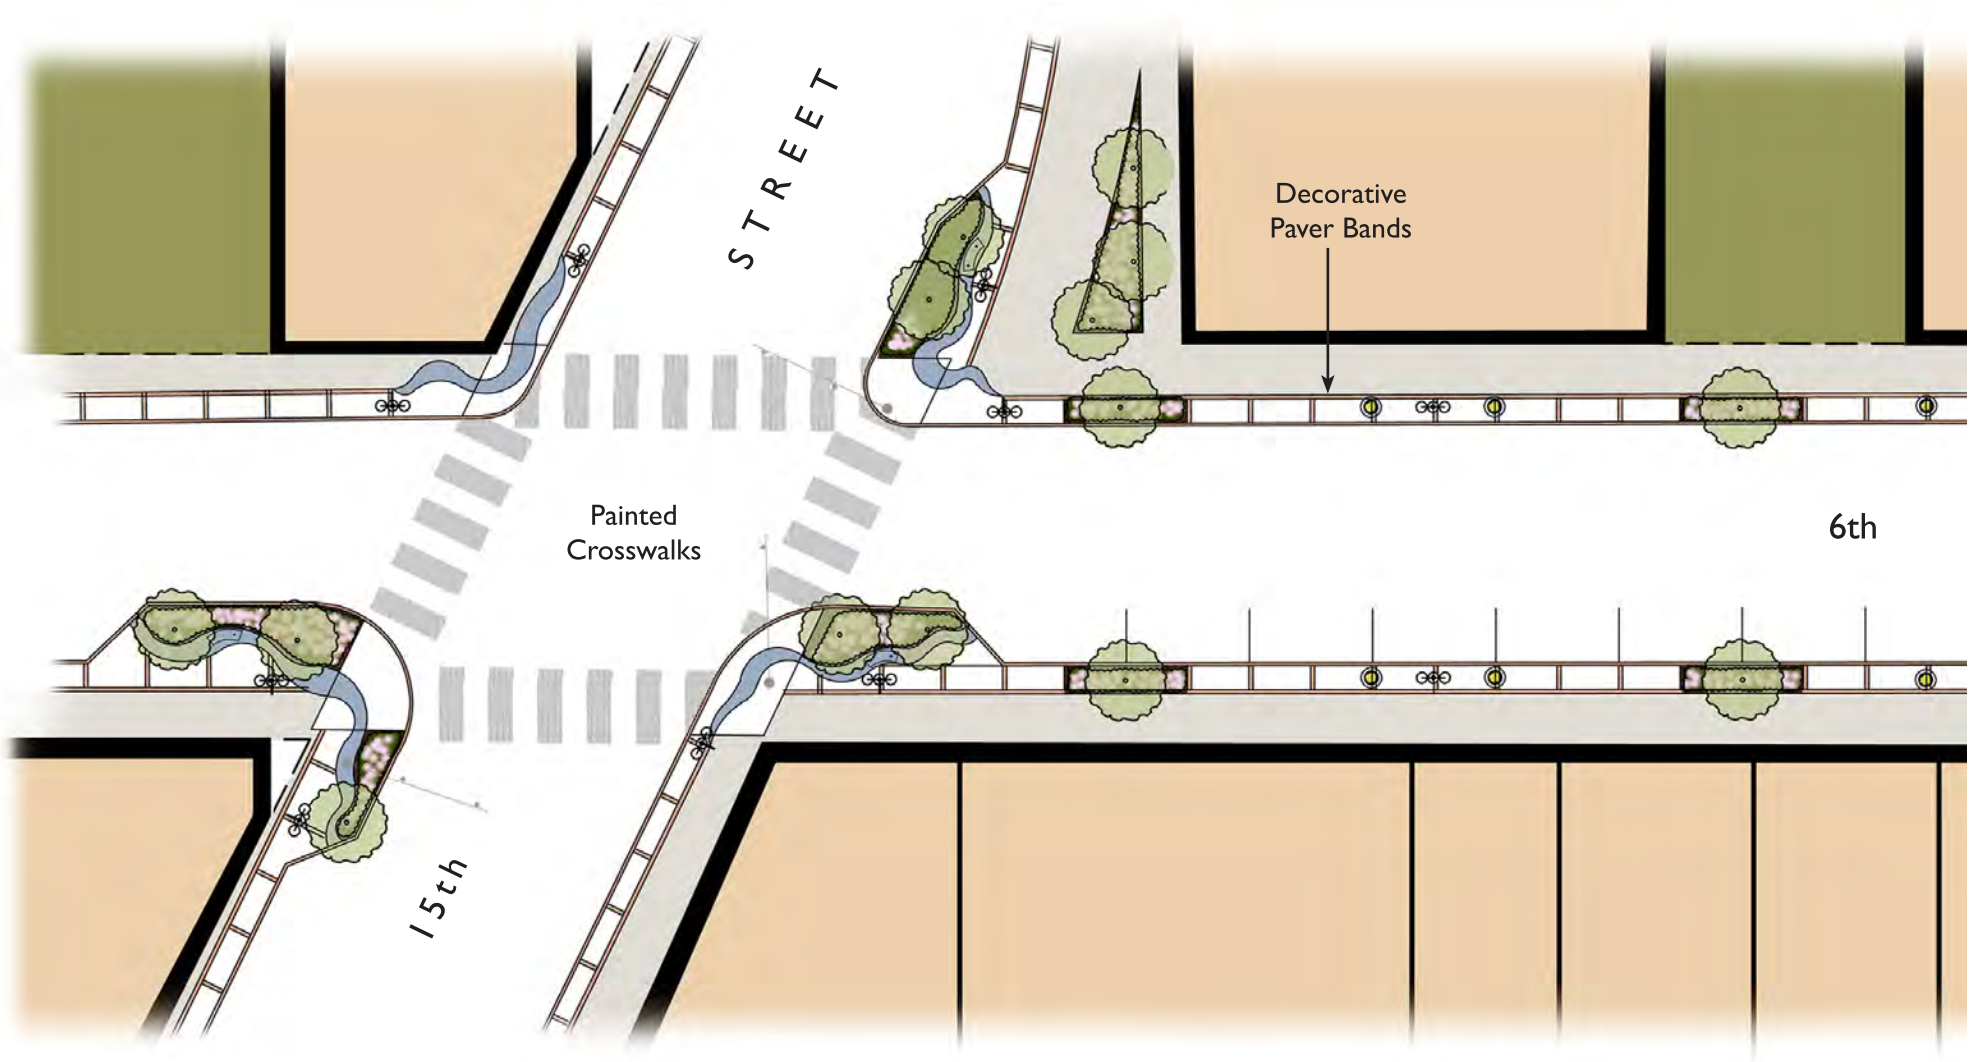 STREET
Decorative
Paver Bands
Painted
Crosswalks
6th
15th